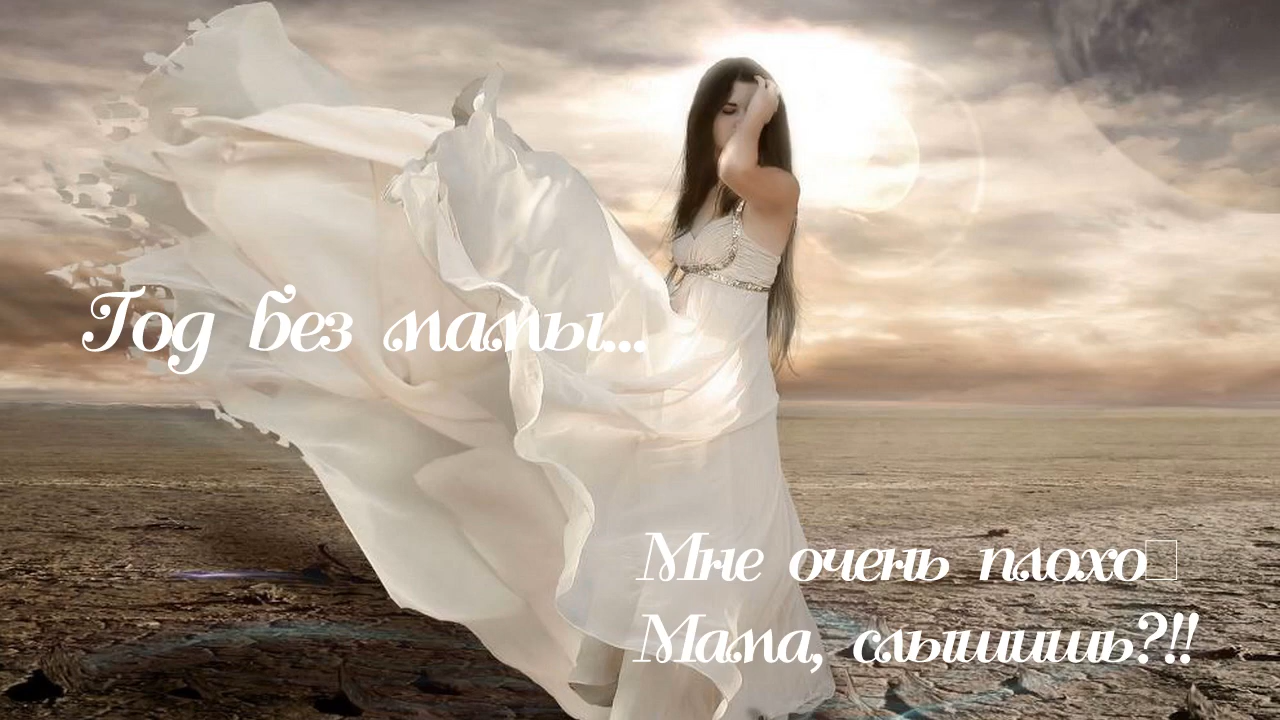 Год без мамы...
Мне очень плохо
Мама, слышишь?!!